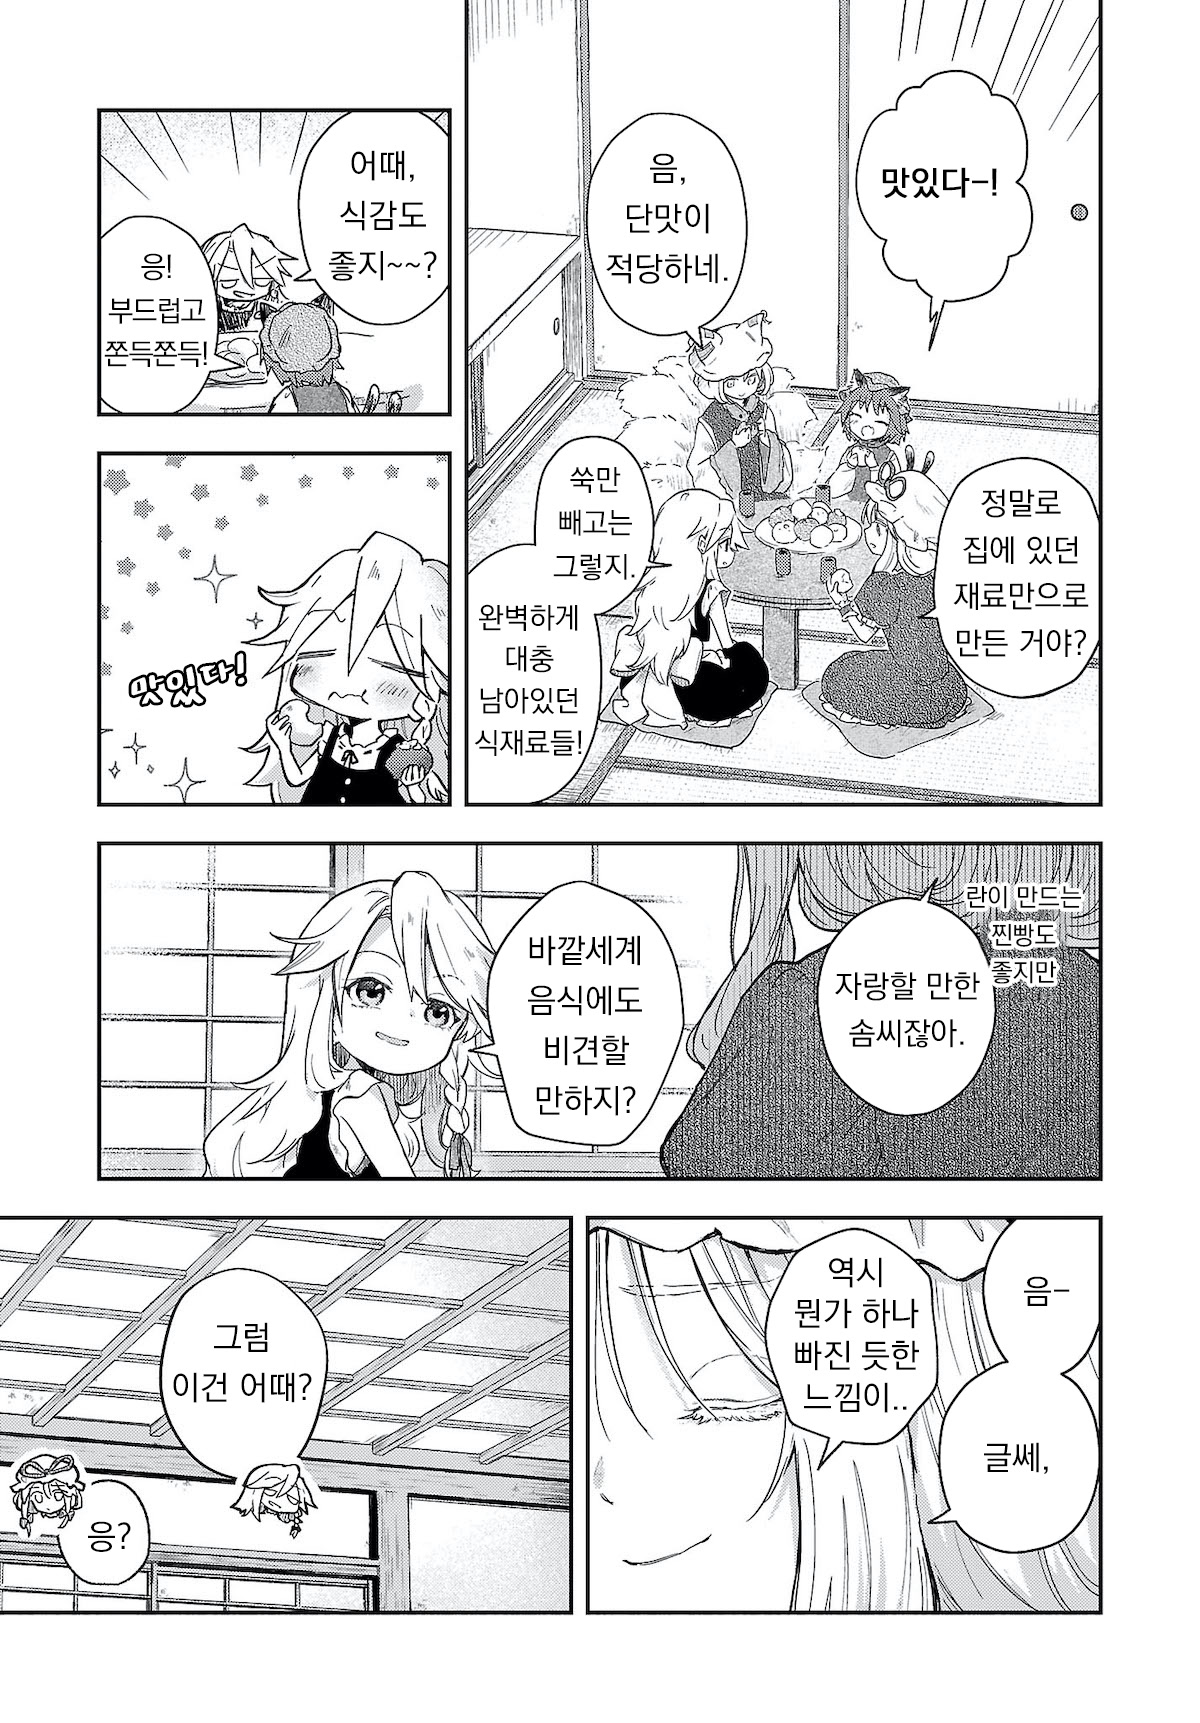 맛있다-!
음,
단맛이
적당하네.
정말로
집에 있던
재료만으로
만든 거야?
쑥만
빼고는
그렇지.
완벽하게
대충
남아있던
식재료들!
어때,
식감도
좋지~~?
응!
부드럽고
쫀득쫀득!
맛있다!
란이 만드는
찐빵도
좋지만
자랑할 만한
솜씨잖아.
바깥세계
음식에도
비견할
만하지?
음-
글쎄,
역시
뭔가 하나
빠진 듯한
느낌이..
그럼
이건 어때?
응?